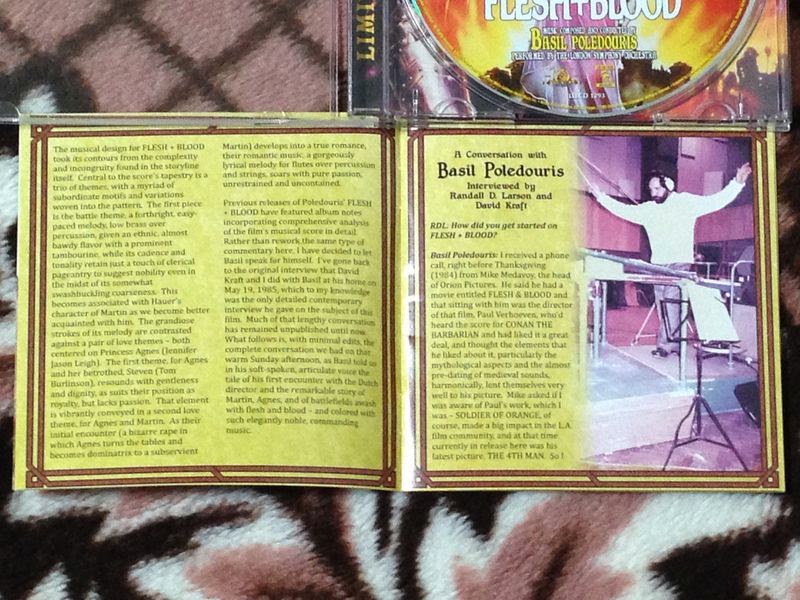 LIMI
FLESH+BLOOD
MUSIC COMPOSED AND CONDUCTED BY
BASIL POLEDOURIS
PERFORMED BY THE LONDON SYMPHONY ORCHESTRA
The musical design for FLESH + BLOOD
took its contours from the complexity
and incongruity found in the storyline
itself. Central to the score's tapestry is a
trio of themes, with a myriad of
subordinate motifs and variations
woven into the pattern. The first piece
is the battle theme, a forthright, easy-
paced melody, low brass over
percussion, given an ethnic, almost
bawdy flavor with a prominent
tambourine, while its cadence and
tonality retain just a touch of clerical
pageantry to suggest nobility even in
the midst of its somewhat
swashbuckling coarseness. This
becomes associated with Hauer's
character of Martin as we become better
acquainted with him. The grandiose
strokes of its melody are contrasted
against a pair of love themes – both
centered on Princess Agnes (Jennifer
Jason Leigh). The first theme, for Agnes
and her betrothed, Steven (Tom
Burlinson), resounds with gentleness
and dignity, as suits their position as
royalty, but lacks passion. That element
is vibrantly conveyed in a second love
theme, for Agnes and Martin. As their
initial encounter (a bizarre rape in
which Agnes turns the tables and
becomes dominatrix to a subservient
Martin) develops into a true romance,
their romantic music, a gorgeously
lyrical melody for flutes over percussion
and strings, soars with pure passion,
unrestrained and uncontained.
Previous releases of Poledouris' FLESH
+ BLOOD have featured album notes
incorporating comprehensive analysis
of the film's musical score in detail.
Rather than rework the same type of
commentary here, I have decided to let
Basil speak for himself. I've gone back
to the original interview that David
Kraft and I did with Basil at his home on
May 19, 1985, which to my knowledge
was the only detailed contemporary
interview he gave on the subject of this
film. Much of that lengthy conversation
has remained unpublished until now.
What follows is, with minimal edits, the
complete conversation we had on that
warm Sunday afternoon, as Basil told us
in his soft-spoken, articulate voice the
tale of his first encounter with the Dutch
director and the remarkable story of
Martin, Agnes, and of battlefields awash
with flesh and blood – and colored with
such elegantly noble, commanding
music.
A Conversation with
Basil Poledouris
Interviewed by
Randall D. Larson and
David Kraft
RDL: How did you get started on
FLESH + BLOOD?
Basil Poledouris: I received a phone
call, right before Thanksgiving
(1984) from Mike Medavoy, the head
of Orion Pictures. He said he had a
movie entitled FLESH & BLOOD and
that sitting with him was the director
of that film, Paul Verhoeven, who'd
heard the score for CONAN THE
BARBARIAN and had liked it a great
deal, and thought the elements that
he liked about it, particularly the
mythological aspects and the almost
pre-dating of medieval sounds,
harmonically, lent themselves very
well to his picture. Mike asked if I
was aware of Paul's work, which I
was – SOLDIER OF ORANGE, of
course, made a big impact in the L.A.
film community, and at that time
currently in release here was his
latest picture, THE 4TH MAN. So I